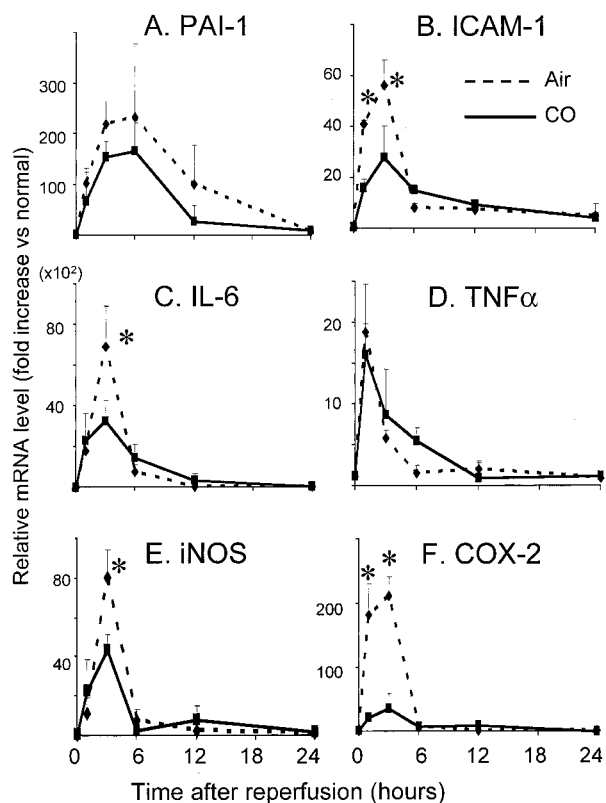 Relative mRNA level (fold increase vs normal)
A. PAI-1
300
200
100
B. ICAM-1
60
40
20
Air
CO
*
*
(x10²)
C. IL-6
80
40
*
D. TNFα
20
10
E. iNOS
80
40
*
0 6 12 18 24
F. COX-2
200
100
*
*
0 6 12 18 24
Time after reperfusion (hours)